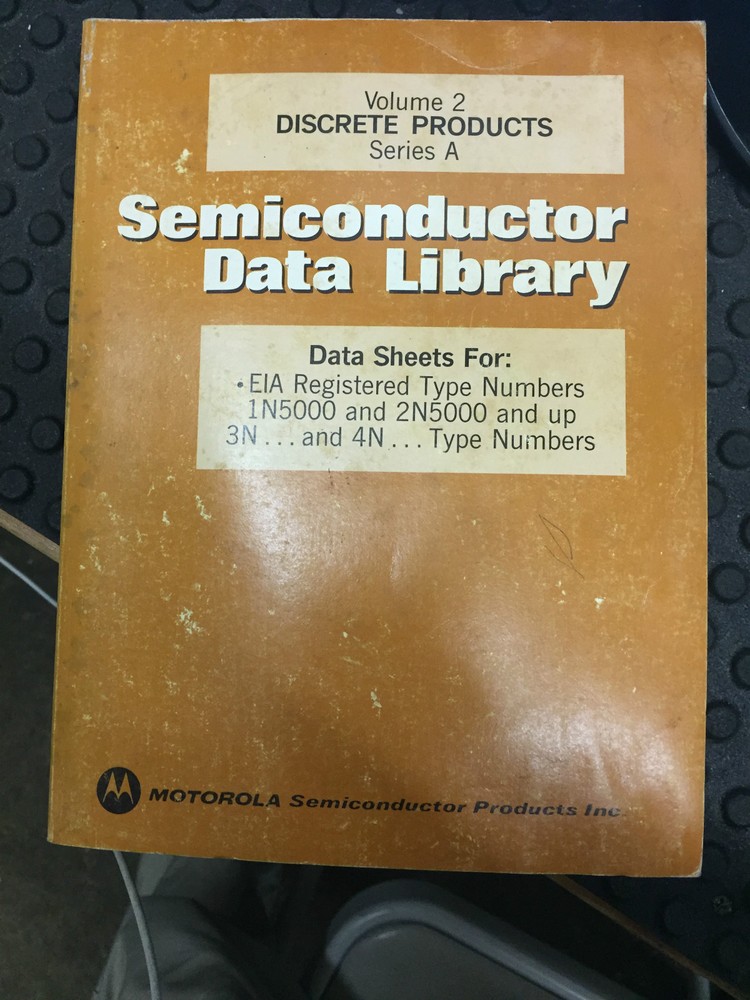 Volume 2
DISCRETE PRODUCTS
Series A
Semiconductor
Data Library
Data Sheets For:
• EIA Registered Type Numbers
1N5000 and 2N5000 and up
3N . . . and 4N . . . Type Numbers
MOTOROLA Semiconductor Products Inc.